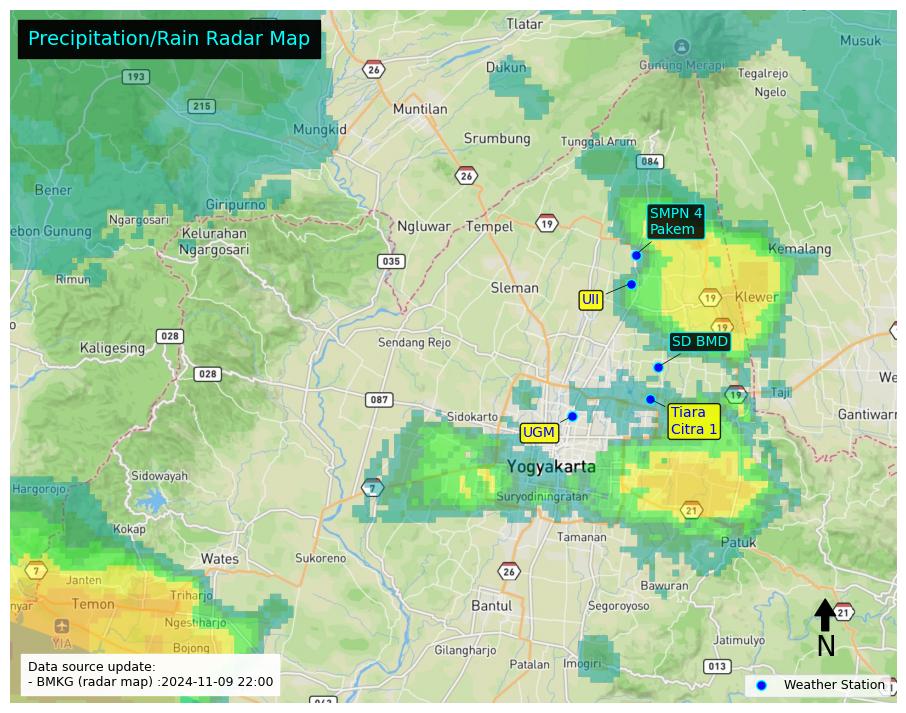 Precipitation/Rain Radar Map
Tlatar
Musuk
26
193
Dukun
Gunung Merapi
Tegalrejo
Ngelo
215
Muntilan
Mungkid
Srumbung
Tunggal Arum
084
26
Bener
Giripurno
SMPN 4
Pakem
Ngargosari
ebon Gunung
Kelurahan
Ngargosari
Ngluwar
Tempel
19
Kemalang
035
Rimun
Sleman
UII
19
Klewer
19
028
Kaligesing
Sendang Rejo
SD BMD
028
087
19
Taji
We
Tiara
Citra 1
Gantiwarn
Sidokarto
UGM
Yogyakarta
Sidowayah
7
Suryodiningratan
Hargorojo
21
Kokap
Tamanan
Patuk
Wates
Sukoreno
7
26
Janten
Bawuran
nyar
Temon
Triharjo
Bantul
Segoroyoso
21
Ngestiharjo
YIA
N
Jatimulyo
Bojong
Gilangharjo
Patalan
Imogiri
013
Data source update:
- BMKG (radar map) :2024-11-09 22:00
Weather Station